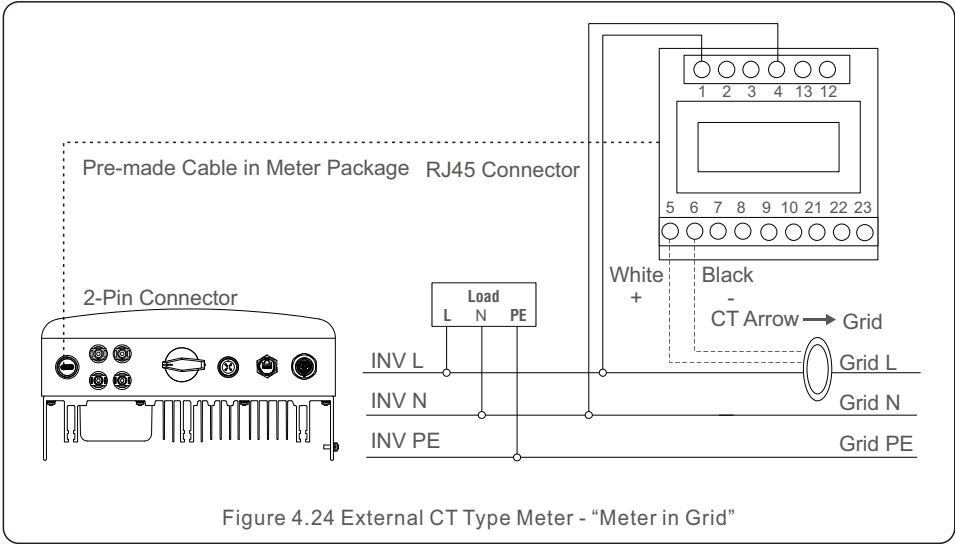 1 2 3 4 13 12
Pre-made Cable in Meter Package RJ45 Connector
5 6 7 8 9 10 21 22 23
White Black
+ -
2-Pin Connector
CT Arrow Grid
Load
L N PE
INV L Grid L
INV N Grid N
INV PE Grid PE
Figure 4.24 External CT Type Meter - “Meter in Grid”